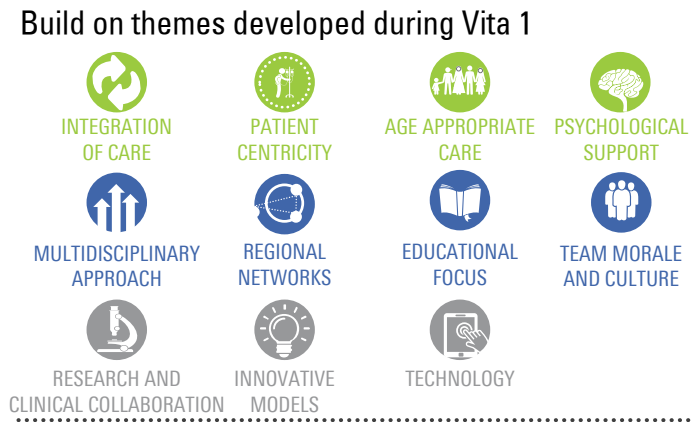 Build on themes developed during Vita 1
INTEGRATION
OF CARE
PATIENT
CENTRICITY
AGE APPROPRIATE
CARE
PSYCHOLOGICAL
SUPPORT
MULTIDISCIPLINARY
APPROACH
REGIONAL
NETWORKS
EDUCATIONAL
FOCUS
TEAM MORALE
AND CULTURE
RESEARCH AND
CLINICAL COLLABORATION
INNOVATIVE
MODELS
TECHNOLOGY